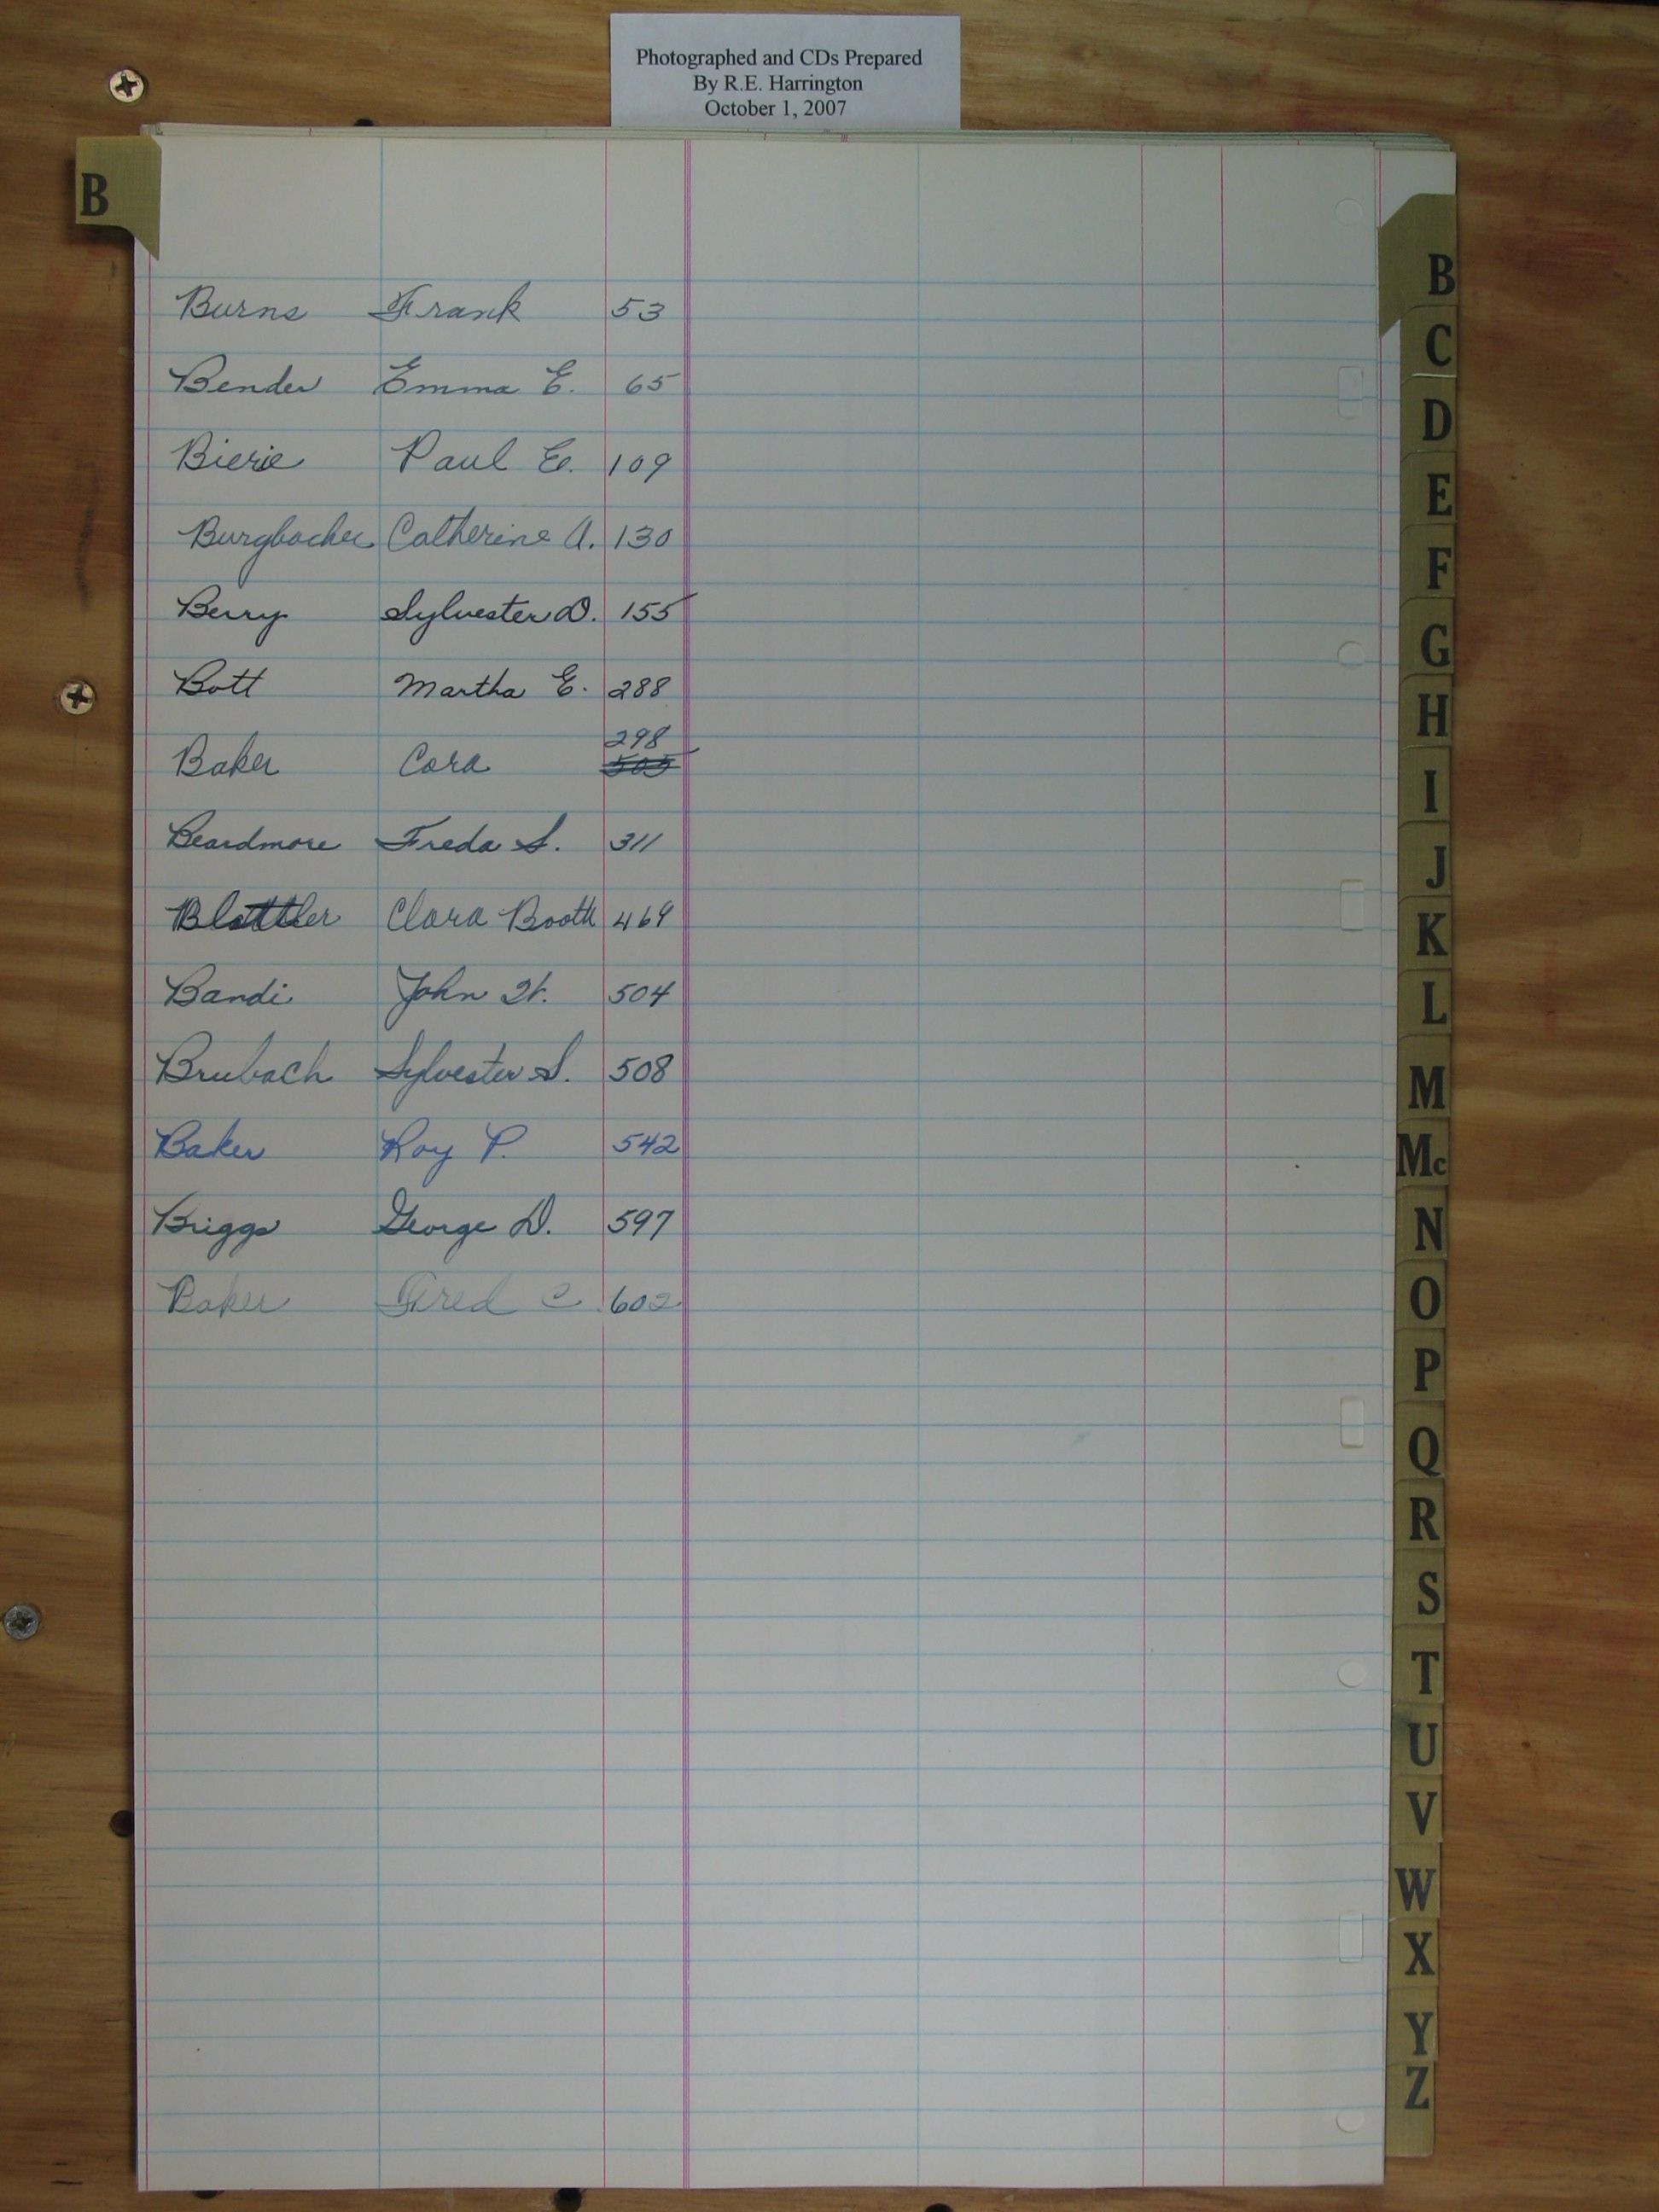 Photographed and CDs Prepared
By R.E. Harrington
October 1, 2007
B
Burns Frank 53
Bender Emma E. 65
Bierie Paul E. 109
Burgbacher Catherine A. 130
Berry Sylvester D. 155
Bott Martha E. 288
298
Baker Cora 505
Beardmore Freda S. 311
Blattler Clara Booth 469
Bandi John H. 504
Brubach Sylvester S. 508
Baker Roy P. 542
Briggs George D. 597
Baker Fred C 602
B
C
D
E
F
G
H
I
J
K
L
M
Mc
N
O
P
Q
R
S
T
U
V
W
X
Y
Z